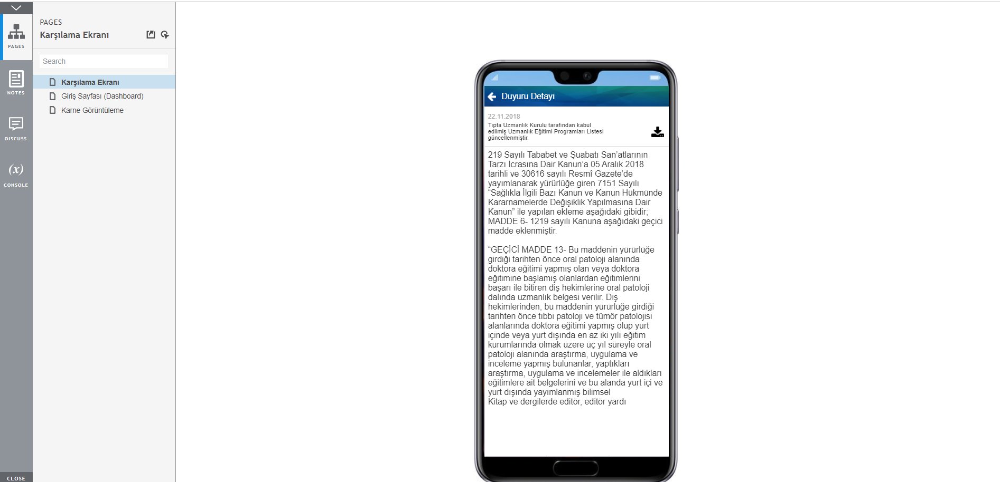 PAGES
Karşılama Ekranı
Search
Karşılama Ekranı
Giriş Sayfası (Dashboard)
Karne Görüntüleme
PAGES
NOTES
DISCUSS
(x)
CONSOLE
CLOSE
Duyuru Detayı
22.11.2018
Tıpta Uzmanlık Kurulu tarafından kabul
edilmiş Uzmanlık Eğitimi Programları Listesi
güncellenmiştir.
219 Sayılı Tababet ve Şuabatı San’atlarının
Tarzı İcrasına Dair Kanun’a 05 Aralık 2018
tarihli ve 30616 sayılı Resmî Gazete’de
yayımlanarak yürürlüğe giren 7151 Sayılı
“Sağlıkla İlgili Bazı Kanun ve Kanun Hükmünde
Kararnamelerde Değişiklik Yapılmasına Dair
Kanun” ile yapılan ekleme aşağıdaki gibidir;
MADDE 6- 1219 sayılı Kanuna aşağıdaki geçici
madde eklenmiştir.
“GEÇİCİ MADDE 13- Bu maddenin yürürlüğe
girdiği tarihten önce oral patoloji alanında
doktora eğitimi yapmış olan veya doktora
eğitimine başlamış olanlardan eğitimlerini
başarı ile bitiren diş hekimlerine oral patoloji
dalında uzmanlık belgesi verilir. Diş
hekimlerinden, bu maddenin yürürlüğe girdiği
tarihten önce tıbbi patoloji ve tümör patolojisi
alanlarında doktora eğitimi yapmış olup yurt
içinde veya yurt dışında en az iki yılı eğitim
kurumlarında olmak üzere üç yıl süreyle oral
patoloji alanında araştırma, uygulama ve
inceleme yapmış bulunanlar, yaptıkları
araştırma, uygulama ve incelemeler ile aldıkları
eğitimlere ait belgelerini ve bu alanda yurt içi ve
yurt dışında yayımlanmış bilimsel
Kitap ve dergilerde editör, editör yardı